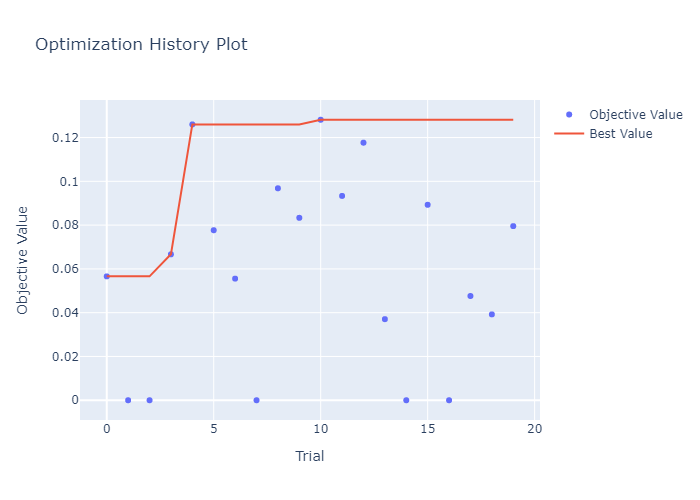 Optimization History Plot
Objective Value
Best Value
0.12
0.1
0.08
0.06
0.04
0.02
0
Objective Value
0
5
10
15
20
Trial